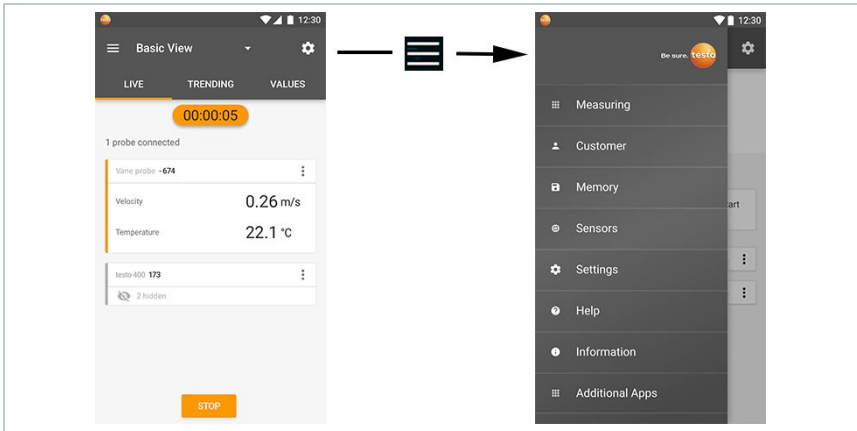 testo
12:30
Basic View
LIVE TRENDING VALUES
00:00:05
1 probe connected
Vane probe -674
Velocity 0.26 m/s
Temperature 22.1 °C
testo 400 173
2 hidden
STOP
12:30
Be sure. testo
Measuring
Customer
Memory
Sensors
Settings
Help
Information
Additional Apps
art